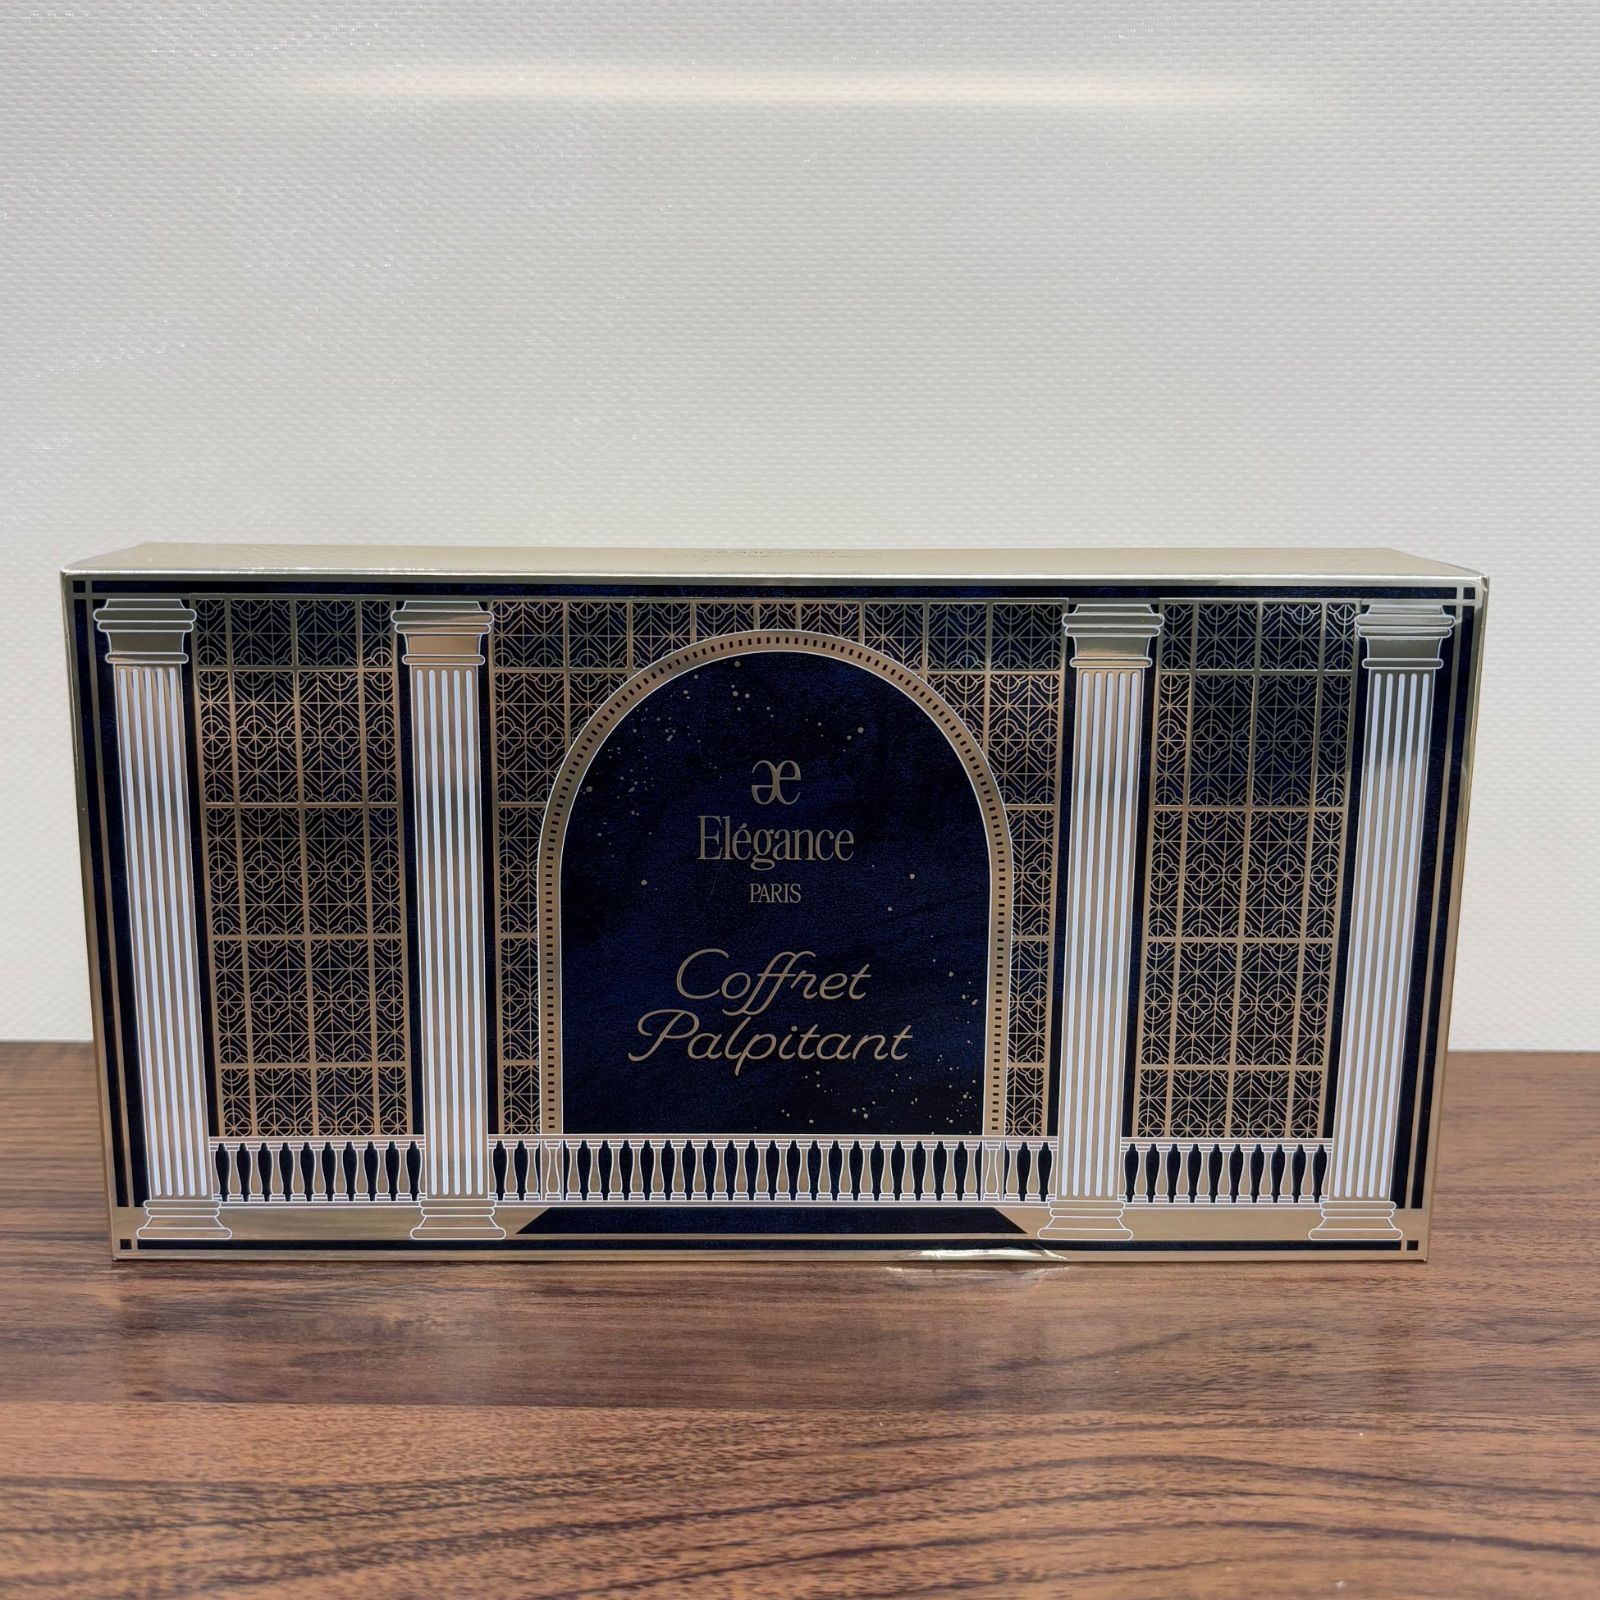 æ
Elégance
PARIS
Coffret
Palpitant